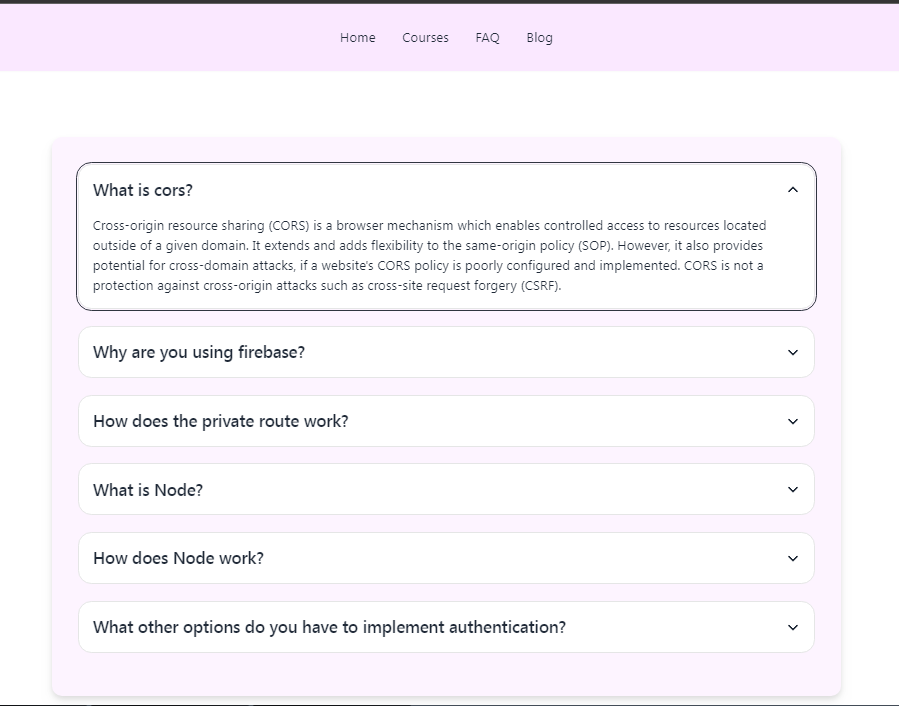 Home Courses FAQ Blog
What is cors?
Cross-origin resource sharing (CORS) is a browser mechanism which enables controlled access to resources located
outside of a given domain. It extends and adds flexibility to the same-origin policy (SOP). However, it also provides
potential for cross-domain attacks, if a website's CORS policy is poorly configured and implemented. CORS is not a
protection against cross-origin attacks such as cross-site request forgery (CSRF).
Why are you using firebase?
How does the private route work?
What is Node?
How does Node work?
What other options do you have to implement authentication?